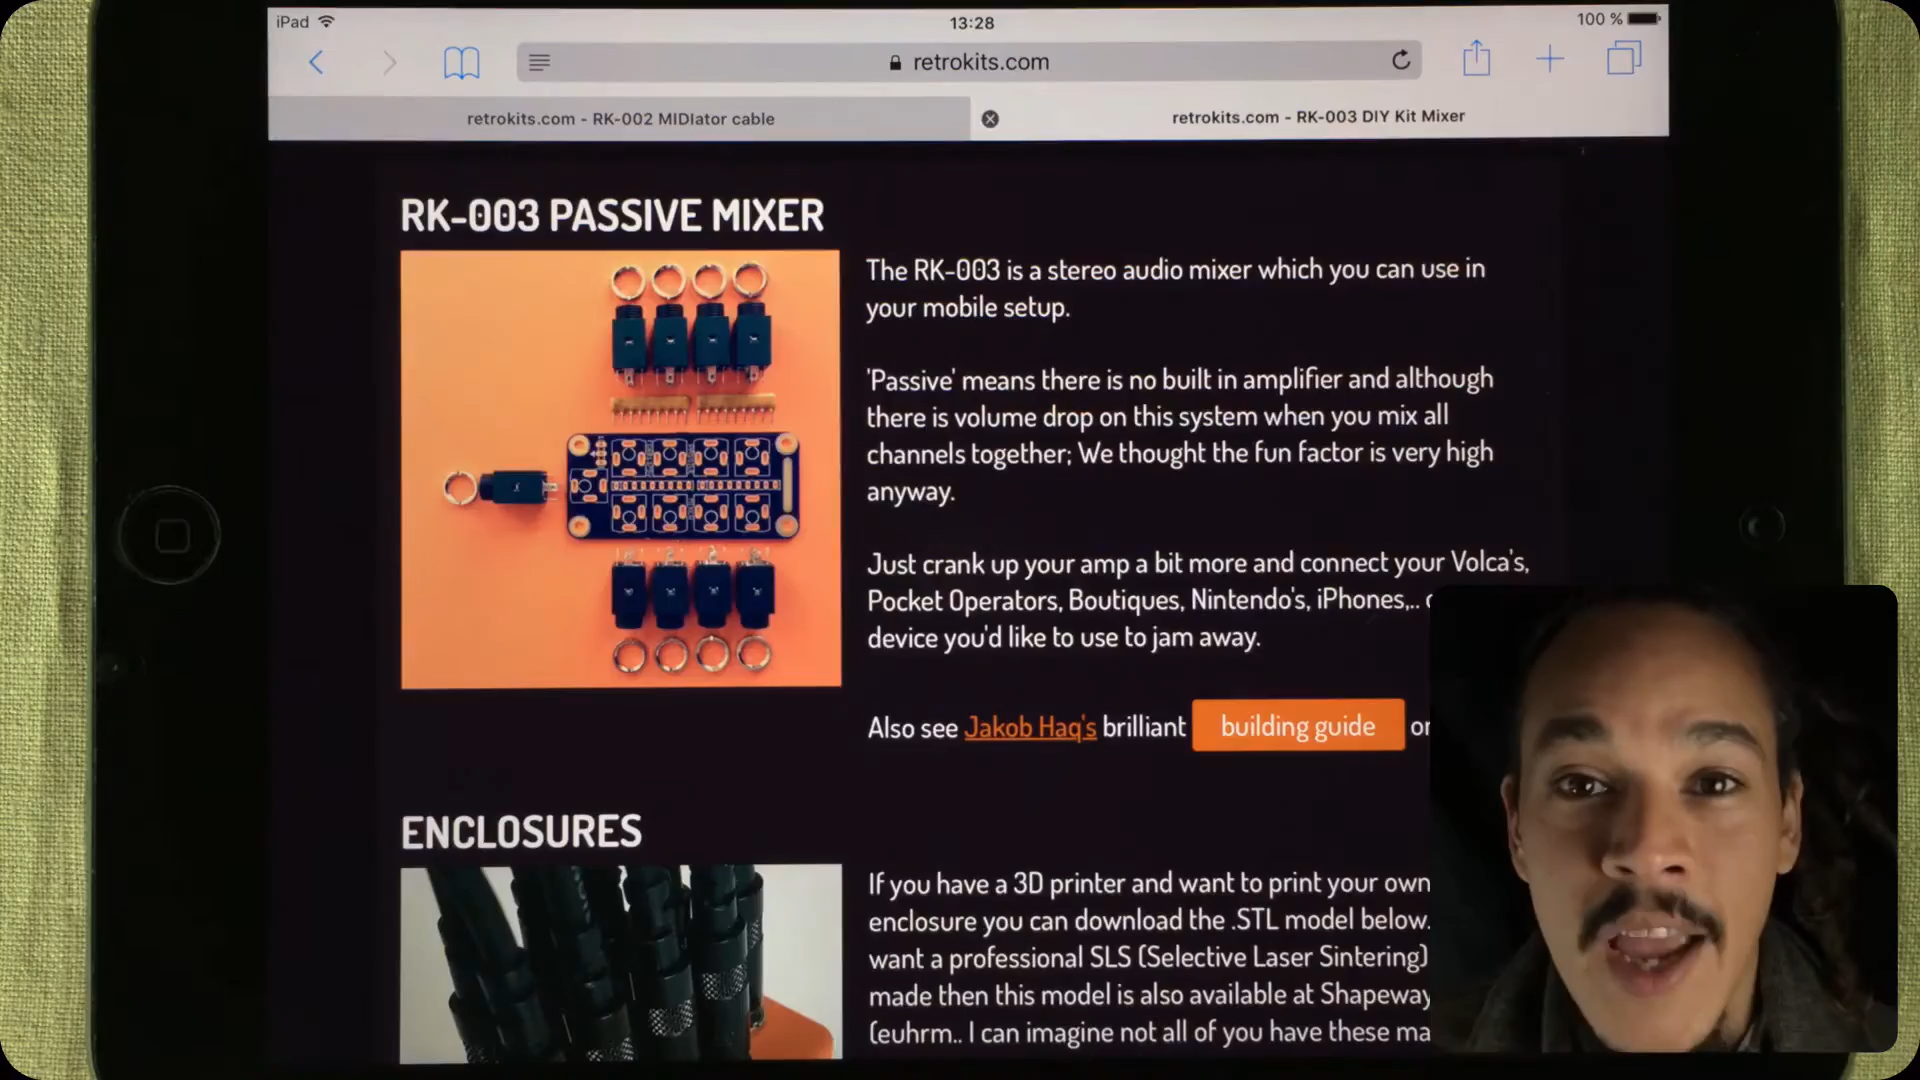 iPad
13:28
100 %
retrokits.com
retrokits.com - RK-002 MIDIator cable
retrokits.com - RK-003 DIY Kit Mixer
RK-003 PASSIVE MIXER
The RK-003 is a stereo audio mixer which you can use in
your mobile setup.
'Passive' means there is no built in amplifier and although
there is volume drop on this system when you mix all
channels together; We thought the fun factor is very high
anyway.
Just crank up your amp a bit more and connect your Volca's,
Pocket Operators, Boutiques, Nintendo's, iPhones,..
device you'd like to use to jam away.
Also see Jakob Haq's brilliant building guide
ENCLOSURES
If you have a 3D printer and want to print your own
enclosure you can download the .STL model below.
want a professional SLS (Selective Laser Sintering)
made then this model is also available at Shapeway
(euhrm.. I can imagine not all of you have these ma